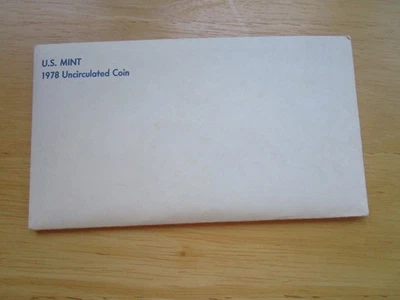 U.S. MINT
1978 Uncirculated Coin